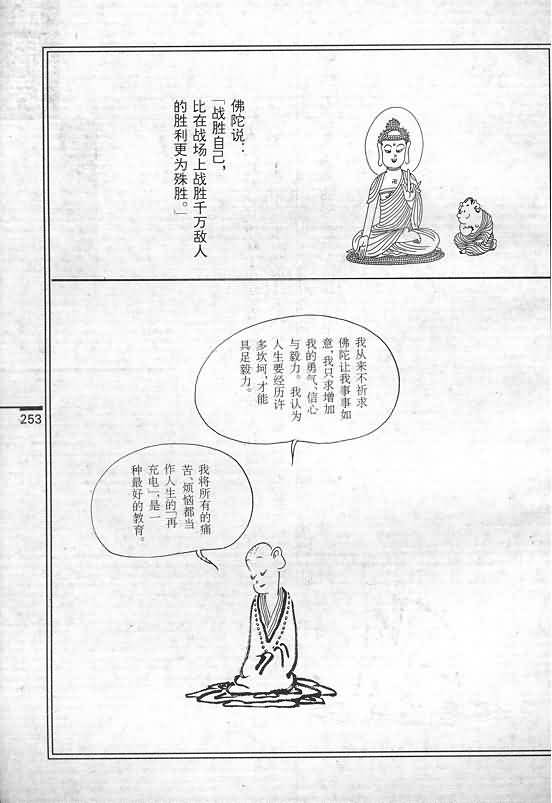 佛陀说：
「战胜自己，
比在战场上战胜千万敌人
的胜利更为殊胜。」
我从来不祈求
佛陀让我事事如
意，我只求增加
我的勇气、信心
与毅力。我认为
人生要经历许
多坎坷，才能
具足毅力。
我将所有的痛
苦、烦恼都当
作人生的「再
充电」，是一
种最好的教育。
253